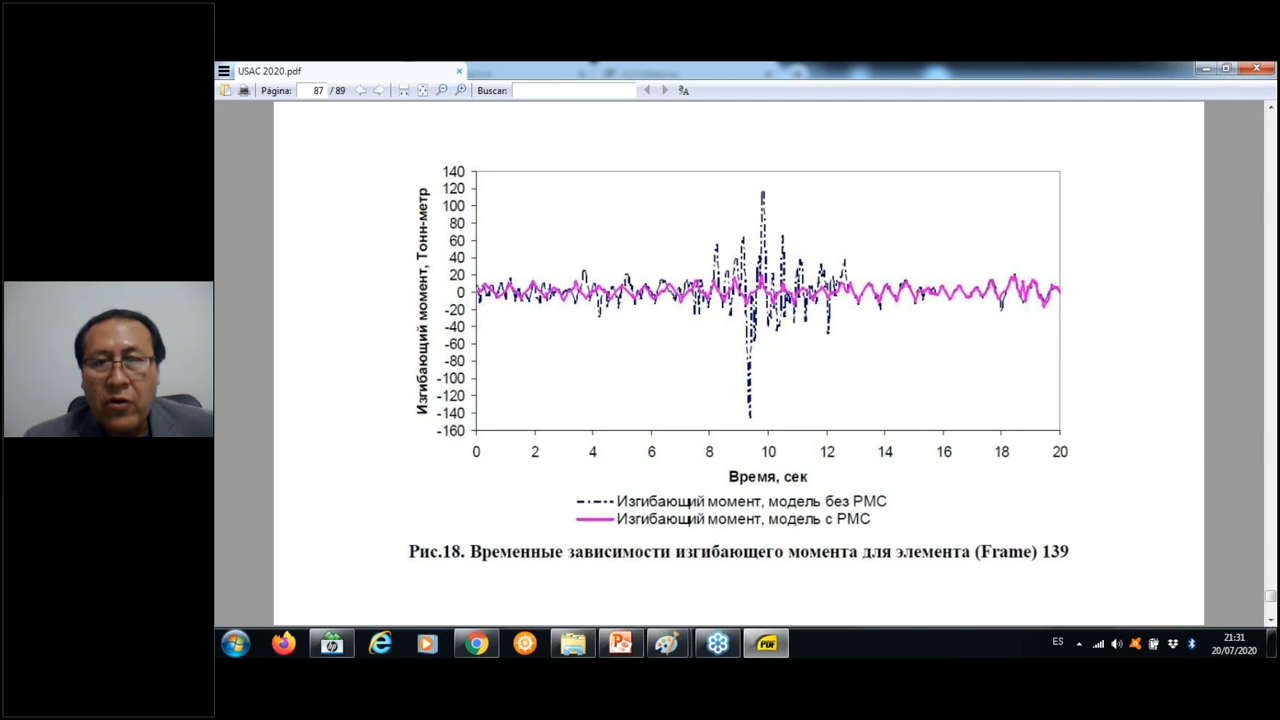 USAC 2020.pdf
Página: 87 / 89 Buscar:
140
120
100
80
60
40
20
0
-20
-40
-60
-80
-100
-120
-140
-160
Изгибающий момент, Тонн-метр
0 2 4 6 8 10 12 14 16 18 20
Время, сек
Изгибающий момент, модель без РМС
Изгибающий момент, модель с РМС
Рис.18. Временные зависимости изгибающего момента для элемента (Frame) 139
PDF
ES
21:31
20/07/2020